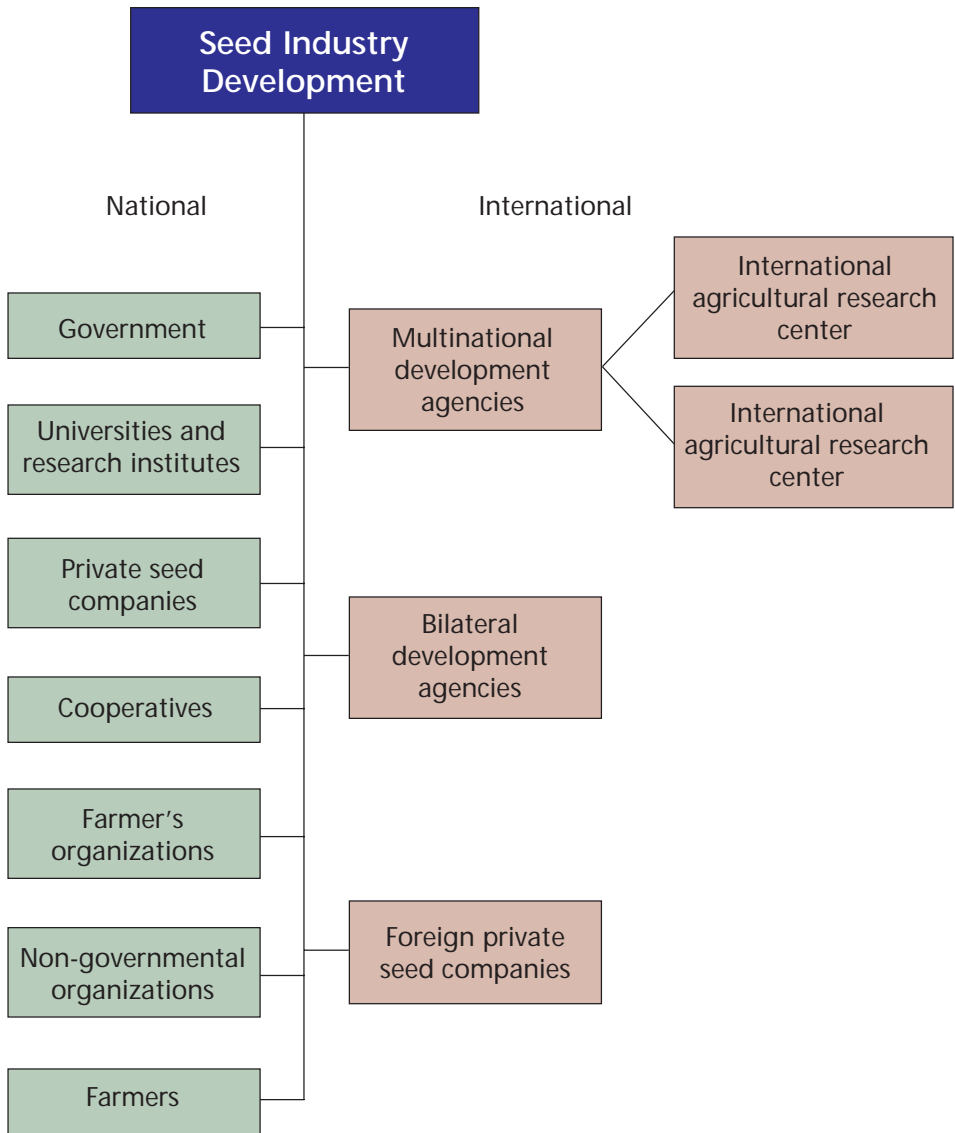 Seed Industry
Development
National
International
Government
Universities and
research institutes
Private seed
companies
Cooperatives
Farmer's
organizations
Non-governmental
organizations
Farmers
Multinational
development
agencies
International
agricultural research
center
International
agricultural research
center
Bilateral
development
agencies
Foreign private
seed companies